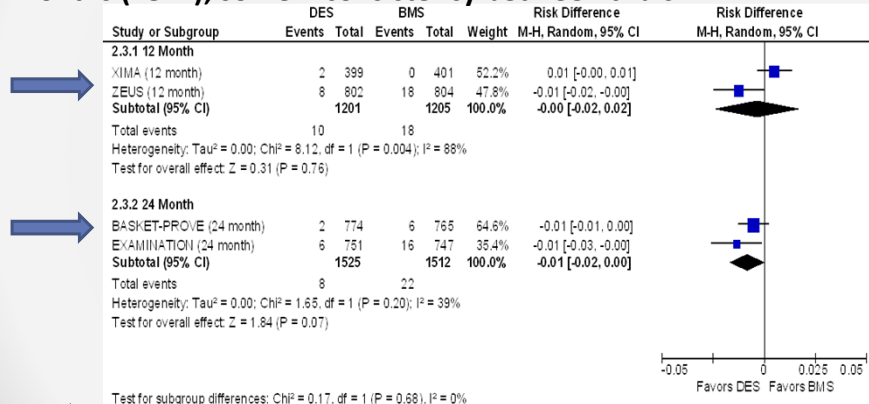 DES BMS Risk Difference Risk Difference
Study or Subgroup Events Total Events Total Weight M-H, Random, 95% CI M-H, Random, 95% CI
2.3.1 12 Month
XIMA (12 month) 2 399 0 401 52.2% 0.01 [-0.00, 0.01]
ZEUS (12 month) 8 802 18 804 47.8% -0.01 [-0.02, -0.00]
Subtotal (95% CI) 1201 1205 100.0% -0.00 [-0.02, 0.02]
Total events 10 18
Heterogeneity: Tau² = 0.00; Chi² = 8.12, df = 1 (P = 0.004); I² = 88%
Test for overall effect: Z = 0.31 (P = 0.76)
2.3.2 24 Month
BASKET-PROVE (24 month) 2 774 6 765 64.6% -0.01 [-0.01, 0.00]
EXAMINATION (24 month) 6 751 16 747 35.4% -0.01 [-0.03, -0.00]
Subtotal (95% CI) 1525 1512 100.0% -0.01 [-0.02, 0.00]
Total events 8 22
Heterogeneity: Tau² = 0.00; Chi² = 1.65, df = 1 (P = 0.20); I² = 39%
Test for overall effect: Z = 1.84 (P = 0.07)
-0.05 0 0.025 0.05
Favors DES Favors BMS
Test for subgroup differences: Chi² = 0.17, df = 1 (P = 0.68), I² = 0%